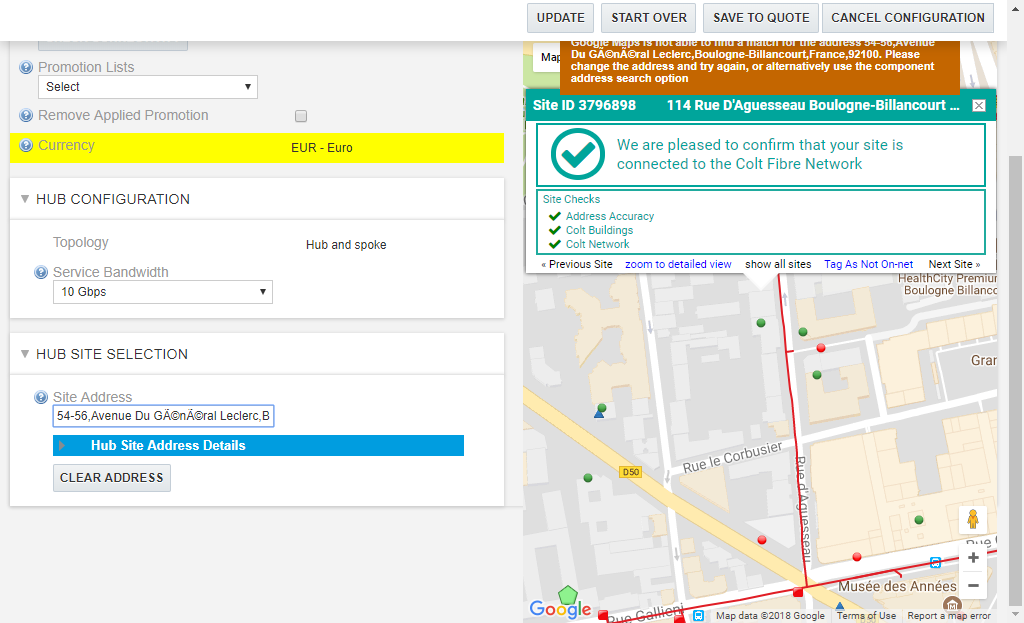 UPDATE
START OVER
SAVE TO QUOTE
CANCEL CONFIGURATION
Promotion Lists
Select
Remove Applied Promotion
Currency
EUR - Euro
HUB CONFIGURATION
Topology
Hub and spoke
Service Bandwidth
10 Gbps
HUB SITE SELECTION
Site Address
54-56,Avenue Du GÃ©nÃ©ral Leclerc,B
Hub Site Address Details
CLEAR ADDRESS
Map
Google Maps is not able to find a match for the address 54-56,Avenue
Du GÃ©nÃ©ral Leclerc,Boulogne-Billancourt,France,92100. Please
change the address and try again, or alternatively use the component
address search option
Site ID 3796898
114 Rue D'Aguesseau Boulogne-Billancourt ...
We are pleased to confirm that your site is
connected to the Colt Fibre Network
Site Checks
Address Accuracy
Colt Buildings
Colt Network
« Previous Site
zoom to detailed view
show all sites
Tag As Not On-net
Next Site »
HealthCity Premium
Boulogne Billanc
Gran
Rue le Corbusier
D50
Rue d'Aguesseau
Rue G
Musée des Années
Rue Gallieni
Google
Map data ©2018 Google
Terms of Use
Report a map error